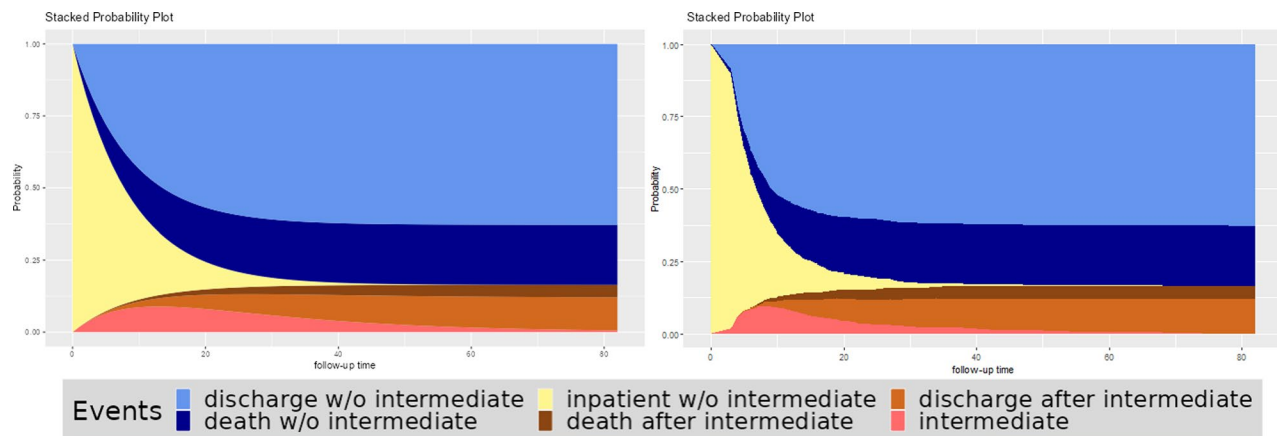 Stacked Probability Plot
1.00
0.75
0.50
0.25
0.00
Probability
0 20 40 60 80
follow-up time
Stacked Probability Plot
1.00
0.75
0.50
0.25
0.00
Probability
0 20 40 60 80
follow-up time
Events
discharge w/o intermediate inpatient w/o intermediate discharge after intermediate
death w/o intermediate death after intermediate intermediate